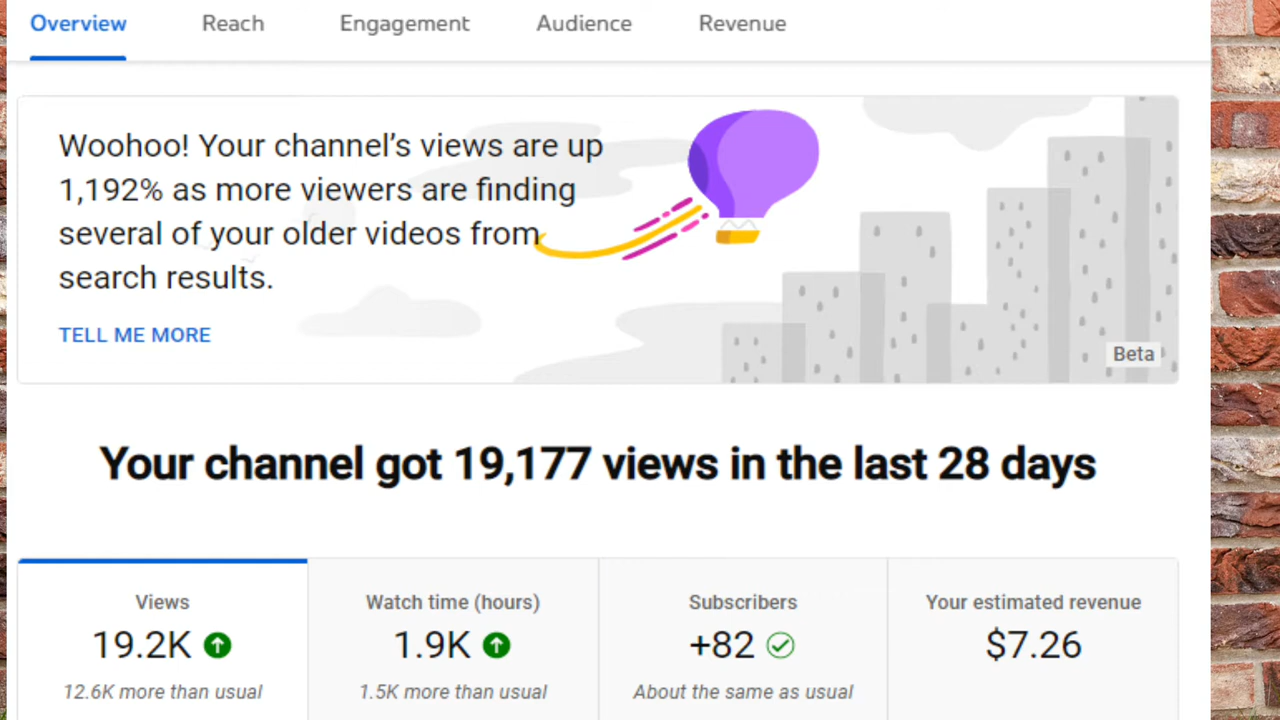 Overview Reach Engagement Audience Revenue
Woohoo! Your channel’s views are up
1,192% as more viewers are finding
several of your older videos from
search results.
TELL ME MORE
Beta
Your channel got 19,177 views in the last 28 days
Views
19.2K
12.6K more than usual
Watch time (hours)
1.9K
1.5K more than usual
Subscribers
+82
About the same as usual
Your estimated revenue
$7.26